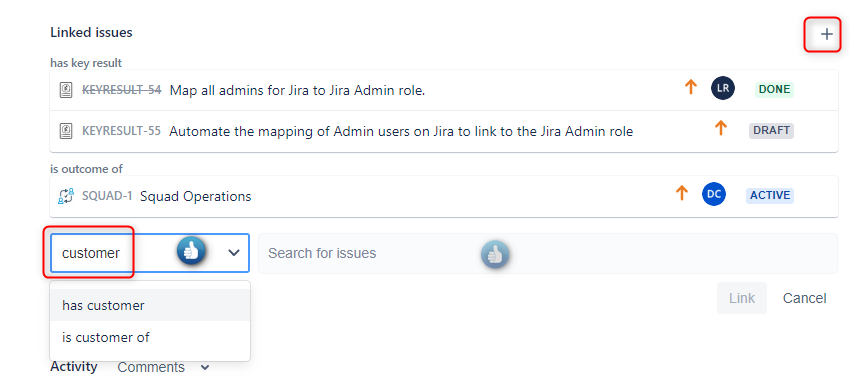 Linked issues
has key result
KEYRESULT-54 Map all admins for Jira to Jira Admin role. LR DONE
KEYRESULT-55 Automate the mapping of Admin users on Jira to link to the Jira Admin role DRAFT
is outcome of
SQUAD-1 Squad Operations DC ACTIVE
customer Search for issues
has customer Link Cancel
is customer of
Activity Comments